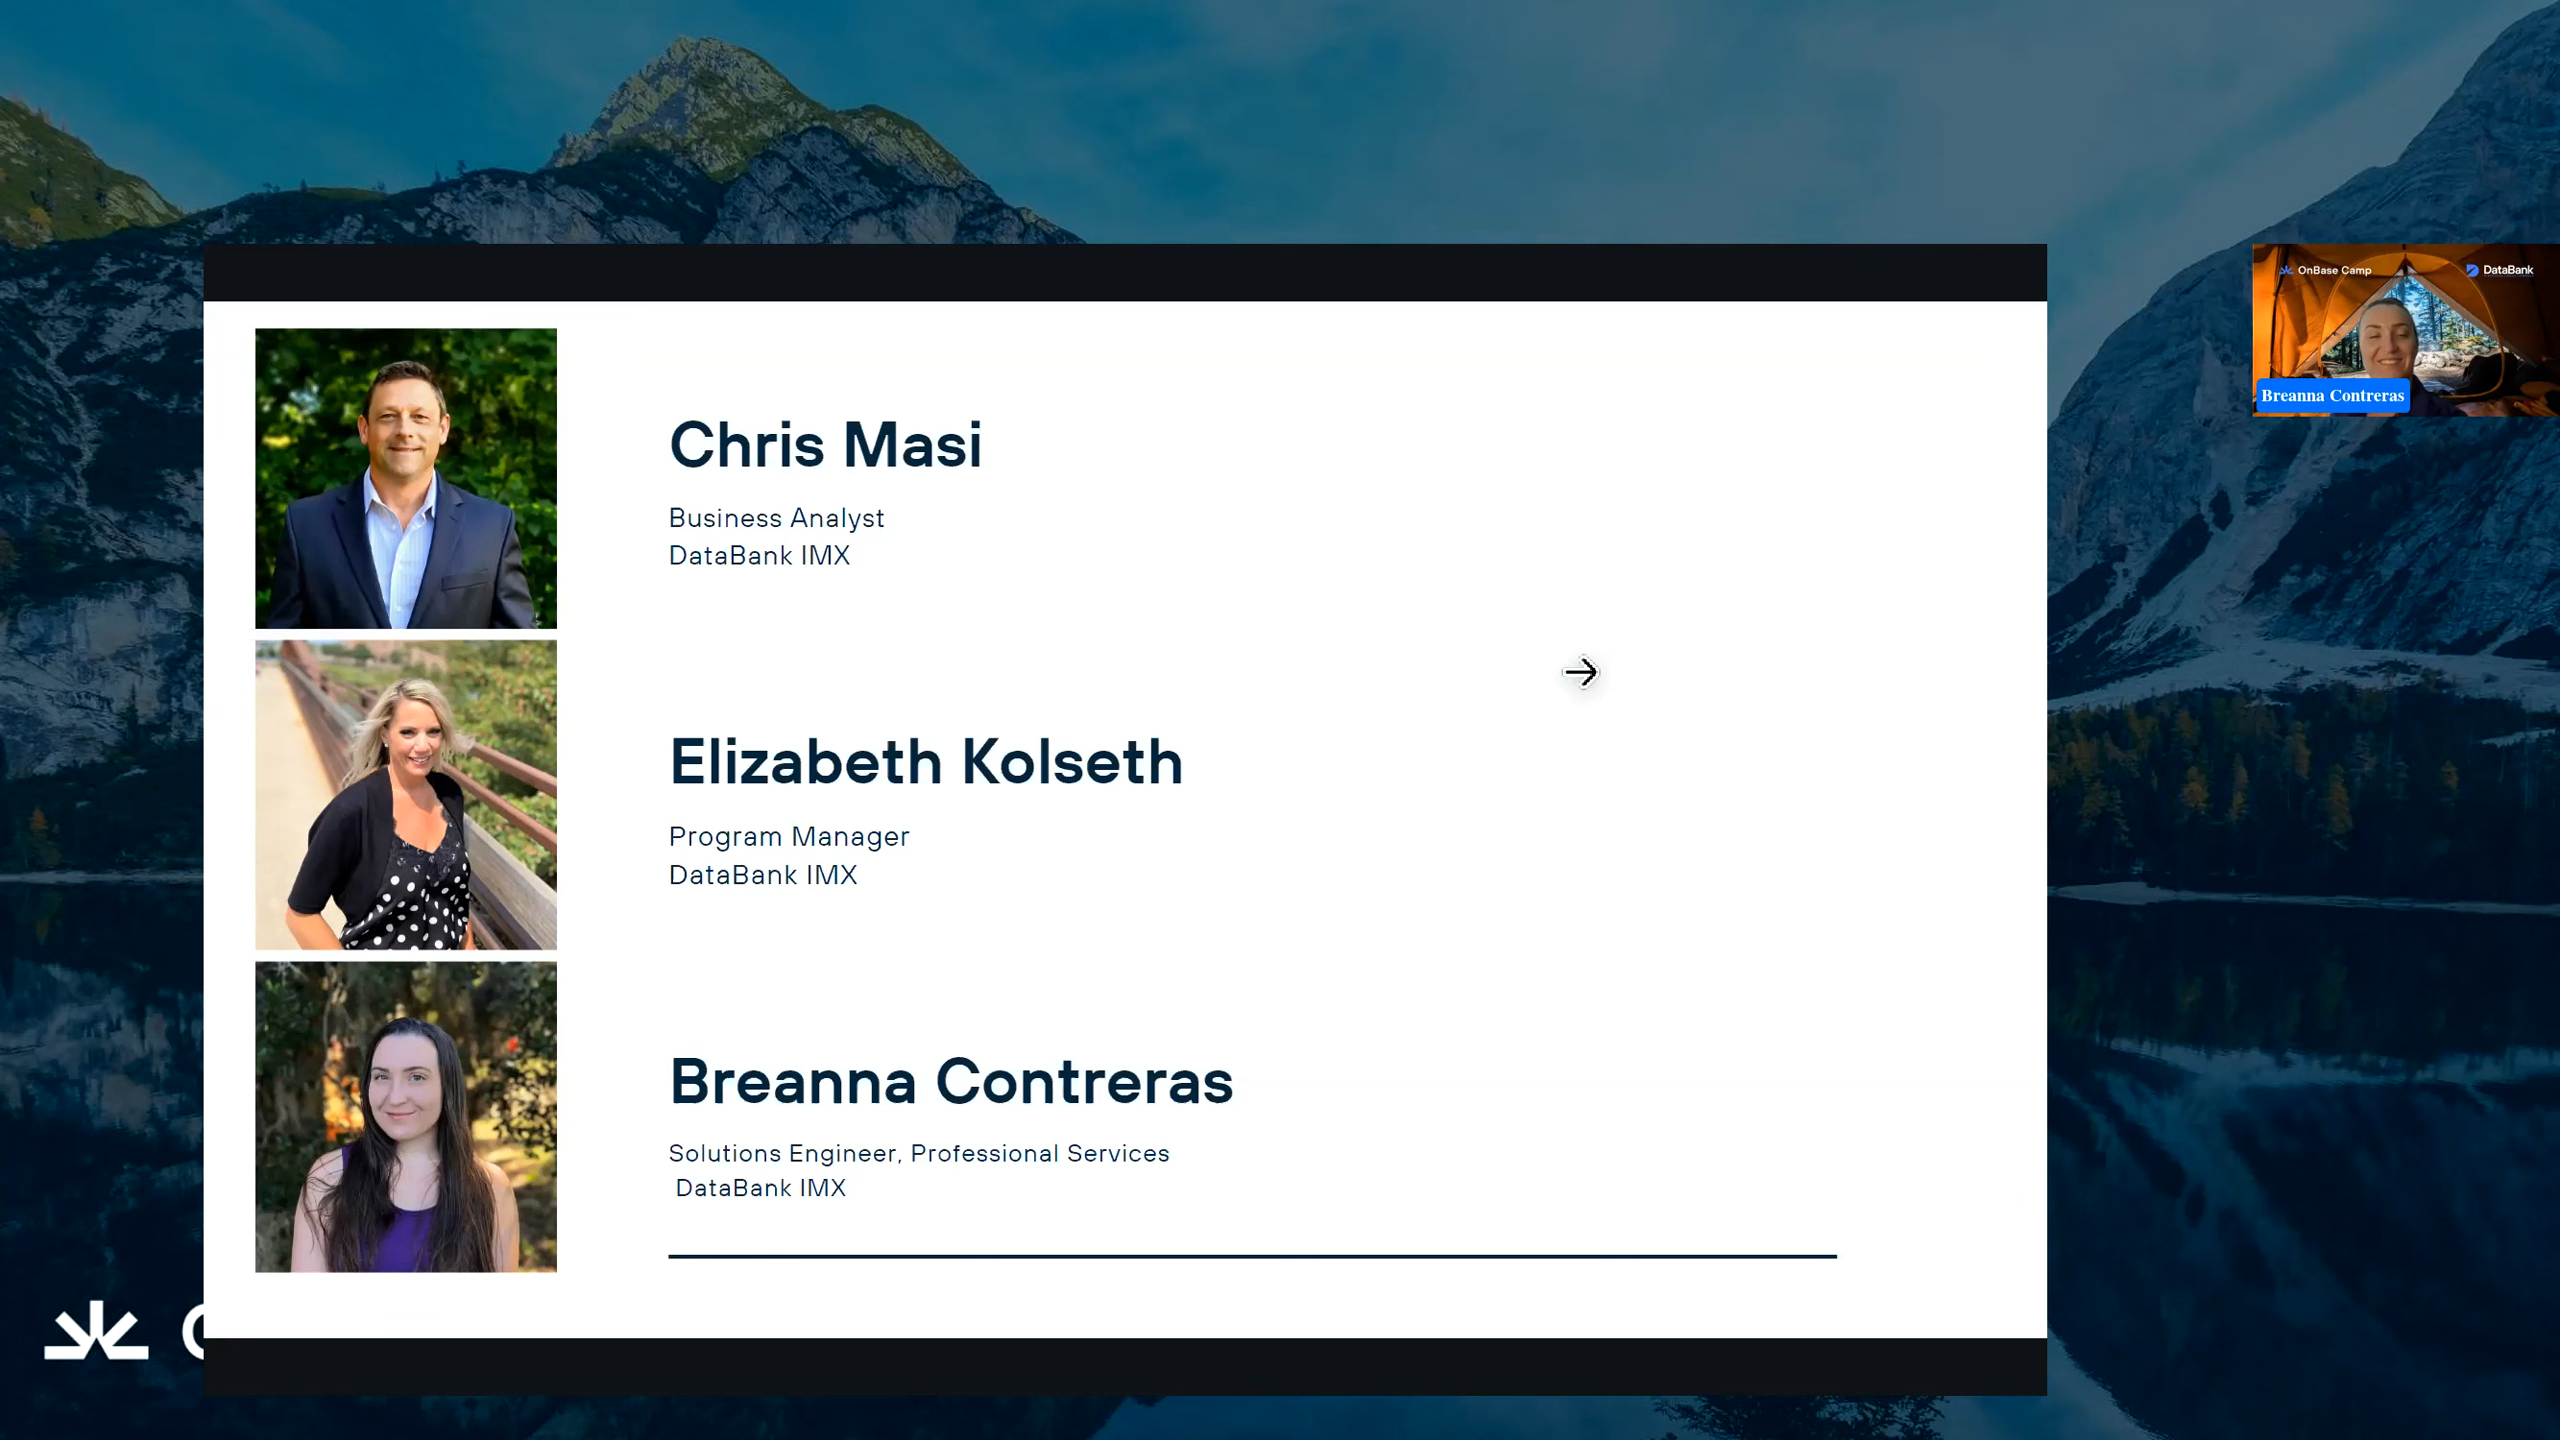 OnBase Camp
DataBank
Breanna Contreras
Chris Masi
Business Analyst
DataBank IMX
Elizabeth Kolseth
Program Manager
DataBank IMX
Breanna Contreras
Solutions Engineer, Professional Services
DataBank IMX